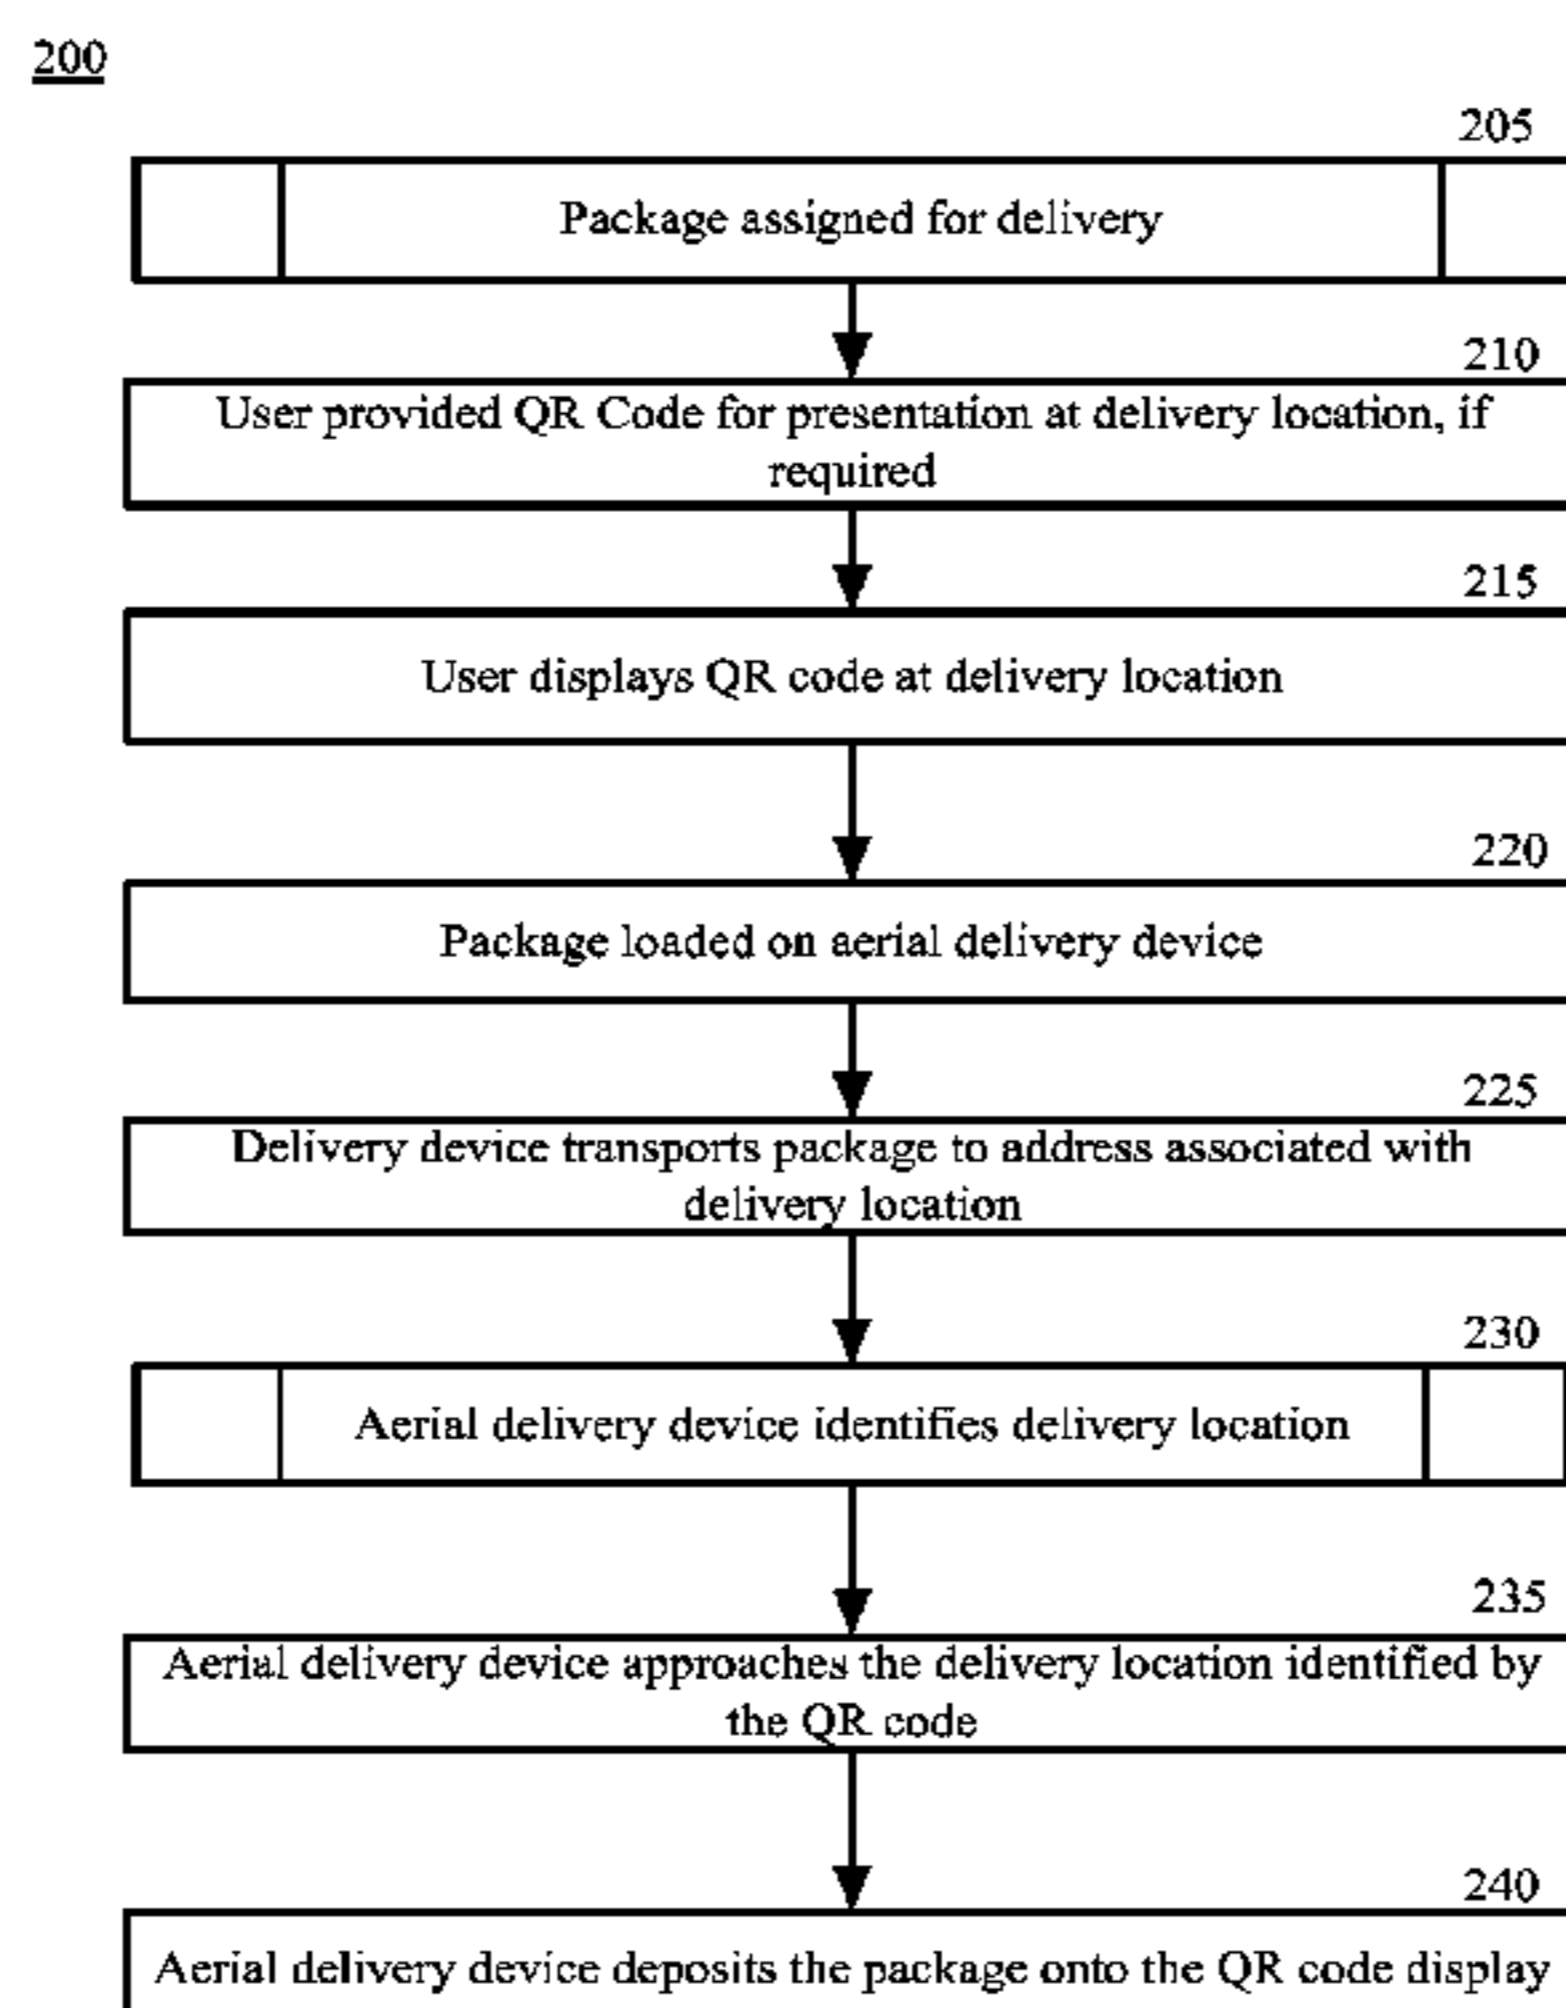 200
205
Package assigned for delivery
210
User provided QR Code for presentation at delivery location, if
required
215
User displays QR code at delivery location
220
Package loaded on aerial delivery device
225
Delivery device transports package to address associated with
delivery location
230
Aerial delivery device identifies delivery location
235
Aerial delivery device approaches the delivery location identified by
the QR code
240
Aerial delivery device deposits the package onto the QR code display